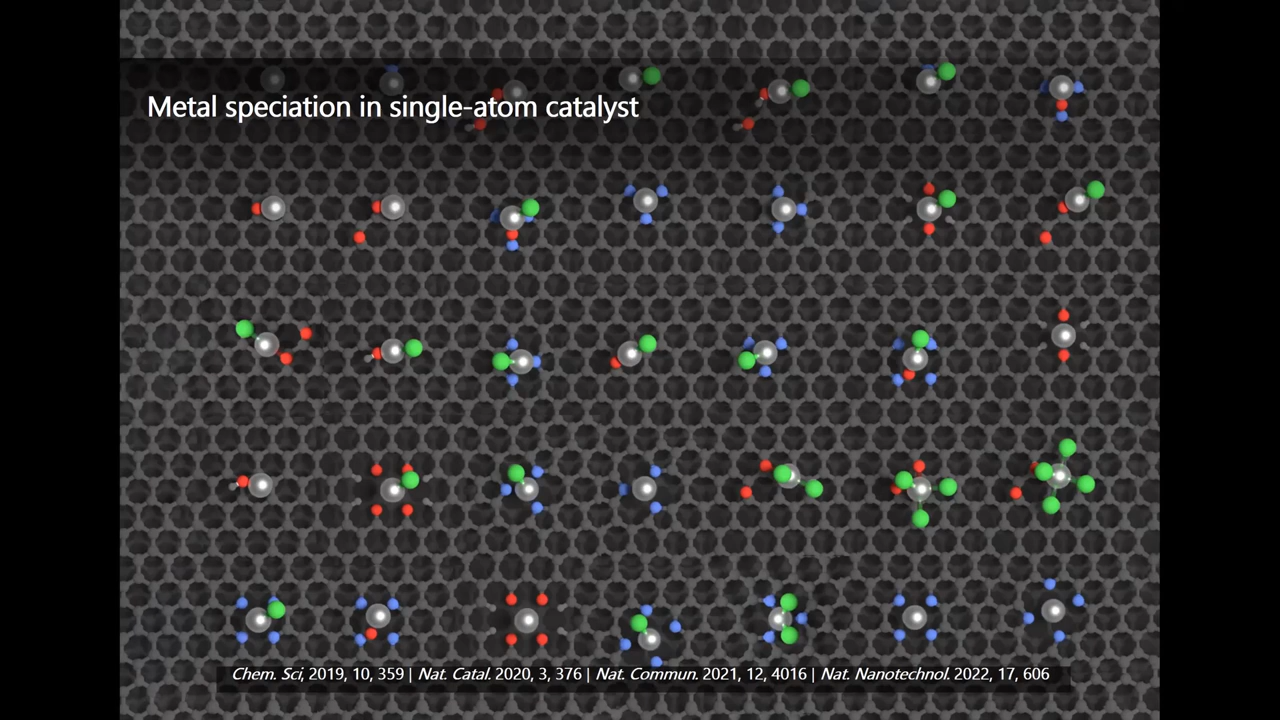 Metal speciation in single-atom catalyst
Chem. Sci, 2019, 10, 359 | Nat. Catal. 2020, 3, 376 | Nat. Commun. 2021, 12, 4016 | Nat. Nanotechnol. 2022, 17, 606